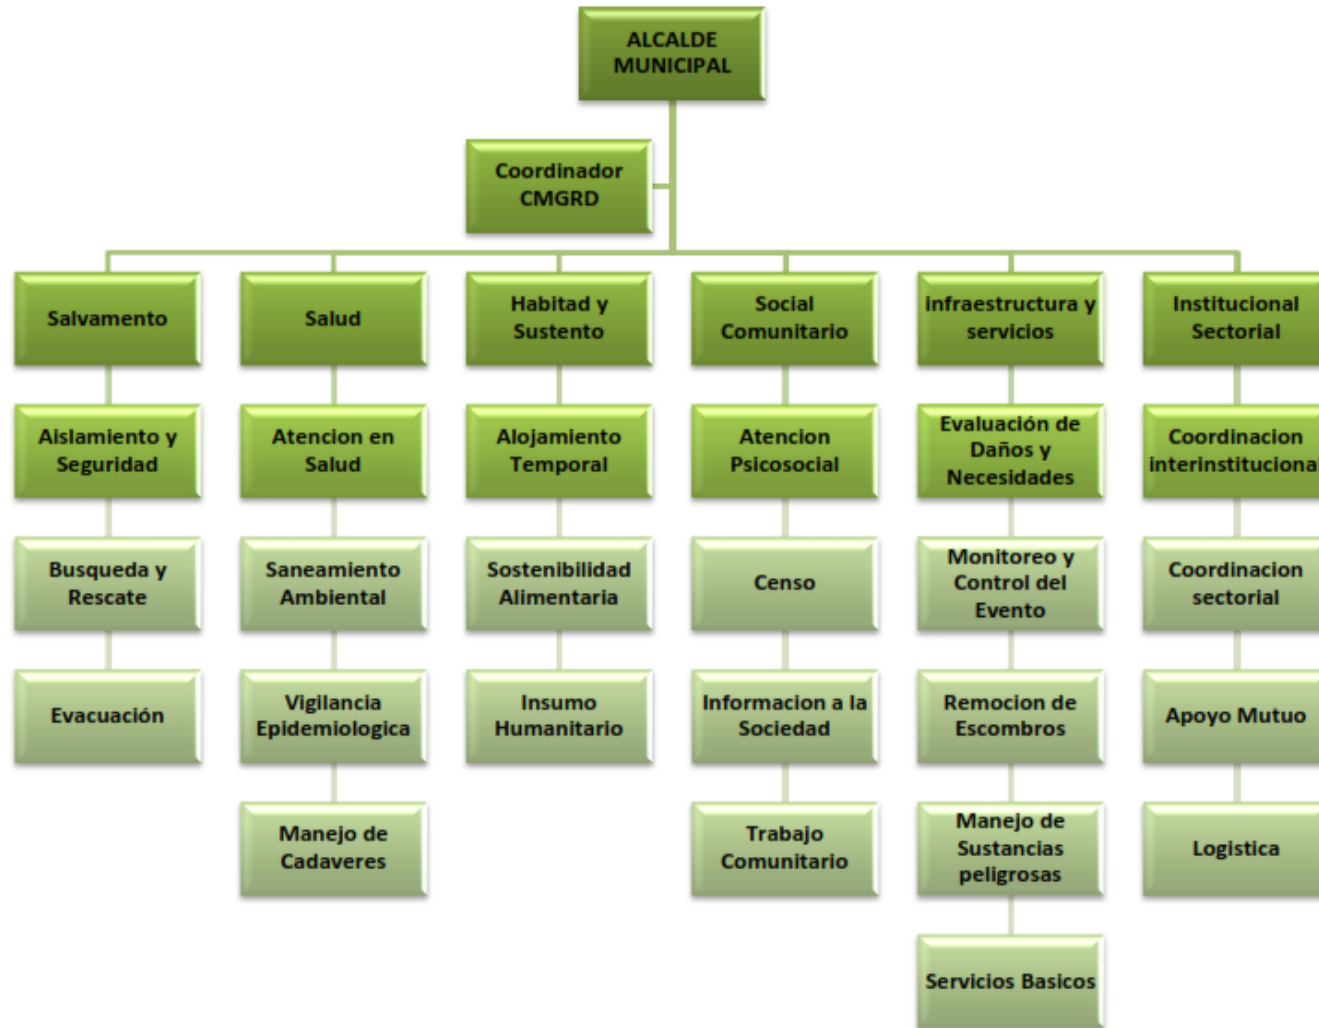 ALCALDE
MUNICIPAL
Coordinador
CMGRD
Salvamento
Salud
Habitad y
Sustento
Social
Comunitario
infraestructura y
servicios
Institucional
Sectorial
Aislamiento y
Seguridad
Atencion en
Salud
Alojamiento
Temporal
Atencion
Psicosocial
Evaluación de
Daños y
Necesidades
Coordinacion
interinstitucional
Busqueda y
Rescate
Saneamiento
Ambiental
Sostenibilidad
Alimentaria
Censo
Monitoreo y
Control del
Evento
Coordinacion
sectorial
Evacuación
Vigilancia
Epidemiologica
Insumo
Humanitario
Informacion a la
Sociedad
Remocion de
Escombros
Apoyo Mutuo
Manejo de
Cadaveres
Trabajo
Comunitario
Manejo de
Sustancias
peligrosas
Logistica
Servicios Basicos